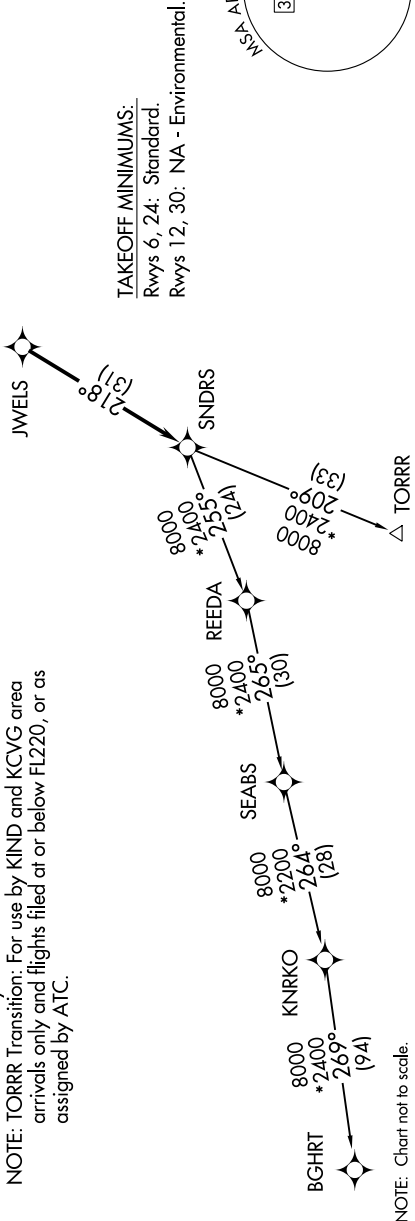 NOTE: TORRR Transition: For use by KIND and KCVG area
arrivals only and flights filed at or below FL220, or as
assigned by ATC.
TAKEOFF MINIMUMS:
Rwys 6, 24: Standard.
Rwys 12, 30: NA - Environmental.
MSA
3
JWELS
218°
(31)
SNDRS
8000
*2400
209°
(33)
TORRR
8000
*2400
255°
(24)
REEDA
8000
*2400
265°
(30)
SEABS
8000
*2200
264°
(28)
KNRKO
8000
*2400
269°
(94)
BGHRT
NOTE: Chart not to scale.